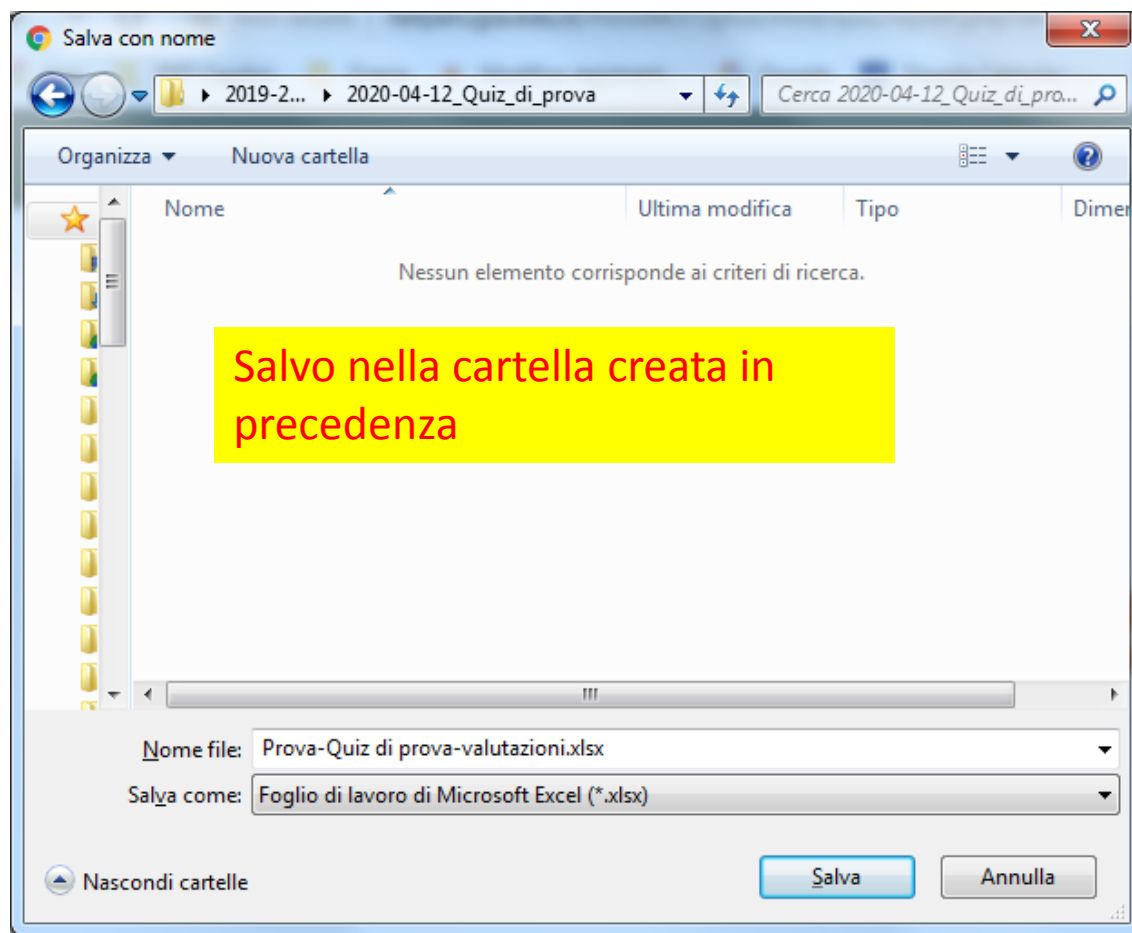 Salva con nome
2019-2... 2020-04-12_Quiz_di_prova Cerca 2020-04-12_Quiz_di_pro...
Organizza Nuova cartella
Nome Ultima modifica Tipo Dimer
Nessun elemento corrisponde ai criteri di ricerca.
Salvo nella cartella creata in
precedenza
Nome file: Prova-Quiz di prova-valutazioni.xlsx
Salva come: Foglio di lavoro di Microsoft Excel (*.xlsx)
Nascondi cartelle Salva Annulla